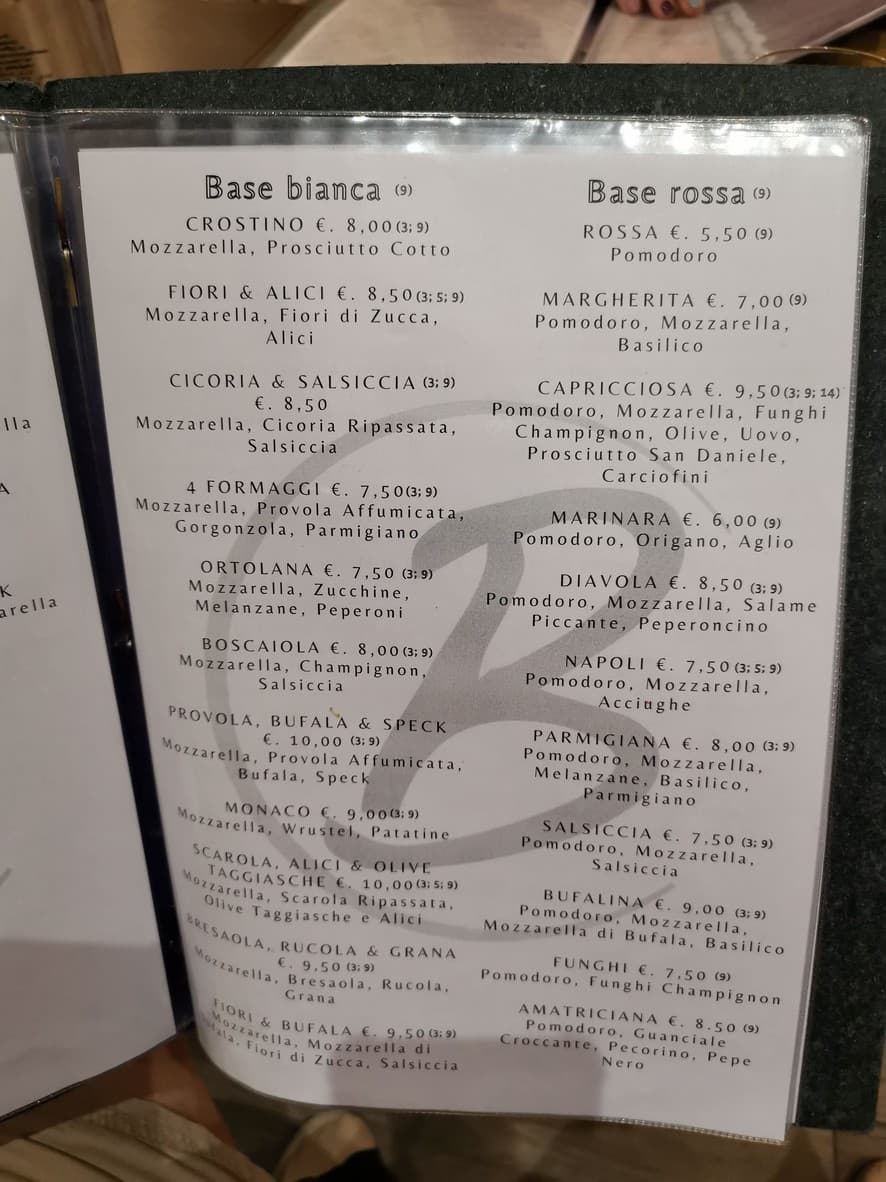 lla
A
K
arella
Base bianca (9)
CROSTINO €. 8,00(3; 9)
Mozzarella, Prosciutto Cotto
FIORI & ALICI €. 8,50(3; 5; 9)
Mozzarella, Fiori di Zucca,
Alici
CICORIA & SALSICCIA (3; 9)
€. 8,50
Mozzarella, Cicoria Ripassata,
Salsiccia
4 FORMAGGI €. 7,50(3; 9)
Mozzarella, Provola Affumicata,
Gorgonzola, Parmigiano
ORTOLANA €. 7,50 (3; 9)
Mozzarella, Zucchine,
Melanzane, Peperoni
BOSCAIOLA €. 8,00(3; 9)
Mozzarella, Champignon,
Salsiccia
PROVOLA, BUFALA & SPECK
€. 10,00 (3; 9)
Mozzarella, Provola Affumicata,
Bufala, Speck
MONACO €. 9,00(3; 9)
Mozzarella, Wrustel, Patatine
SCAROLA, ALICI & OLIVE
TAGGIASCHE €. 10,00(3; 5; 9)
Mozzarella, Scarola Ripassata,
Olive Taggiasche e Alici
BRESAOLA, RUCOLA & GRANA
€. 9,50 (3; 9)
Mozzarella, Bresaola, Rucola,
Grana
FIORI & BUFALA €. 9,50(3; 9)
Mozzarella, Mozzarella di
Bufala, Fiori di Zucca, Salsiccia
Base rossa (9)
ROSSA €. 5,50 (9)
Pomodoro
MARGHERITA €. 7,00 (9)
Pomodoro, Mozzarella,
Basilico
CAPRICCIOSA €. 9,50(3; 9; 14)
Pomodoro, Mozzarella, Funghi
Champignon, Olive, Uovo,
Prosciutto San Daniele,
Carciofini
MARINARA €. 6,00 (9)
Pomodoro, Origano, Aglio
DIAVOLA €. 8,50 (3; 9)
Pomodoro, Mozzarella, Salame
Piccante, Peperoncino
NAPOLI €. 7,50 (3; 5; 9)
Pomodoro, Mozzarella,
Acciughe
PARMIGIANA €. 8,00 (3; 9)
Pomodoro, Mozzarella,
Melanzane, Basilico,
Parmigiano
SALSICCIA €. 7,50 (3; 9)
Pomodoro, Mozzarella,
Salsiccia
BUFALINA €. 9,00 (3; 9)
Pomodoro, Mozzarella,
Mozzarella di Bufala, Basilico
FUNGHI €. 7,50 (9)
Pomodoro, Funghi Champignon
AMATRICIANA €. 8.50 (9)
Pomodoro, Guanciale
Croccante, Pecorino, Pepe
Nero
B